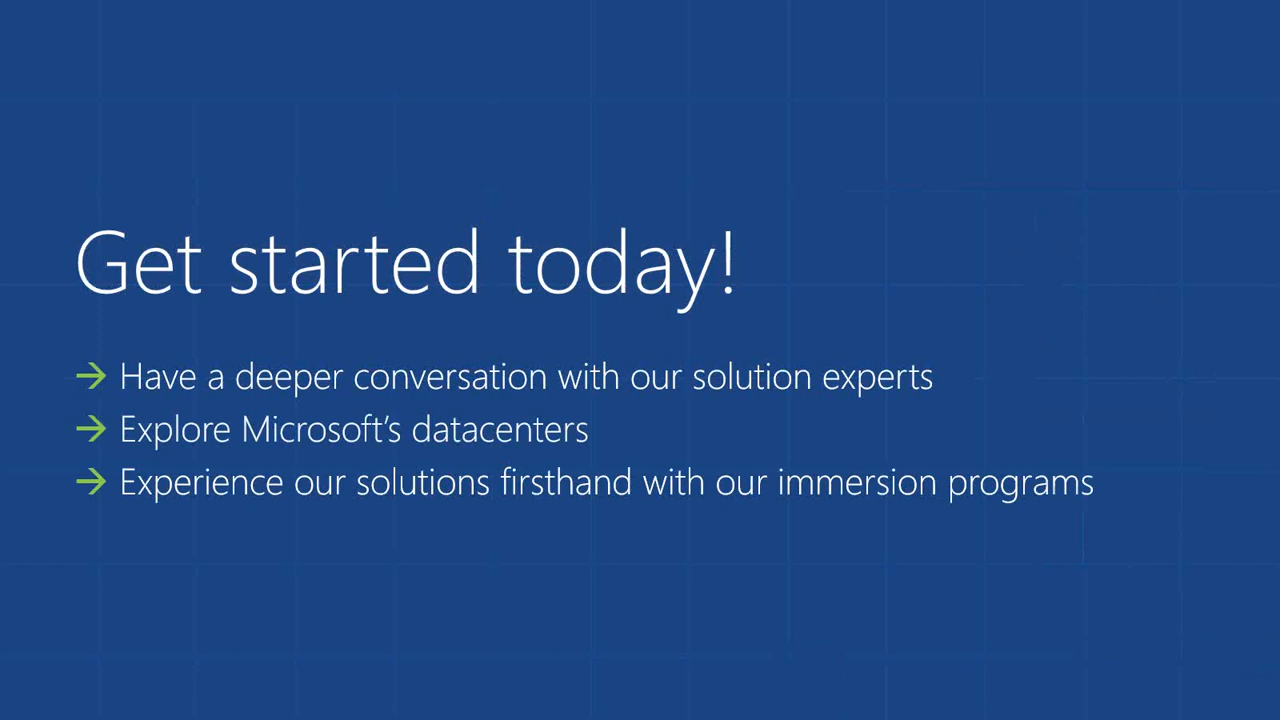 Get started today!
→ Have a deeper conversation with our solution experts
→ Explore Microsoft's datacenters
→ Experience our solutions firsthand with our immersion programs